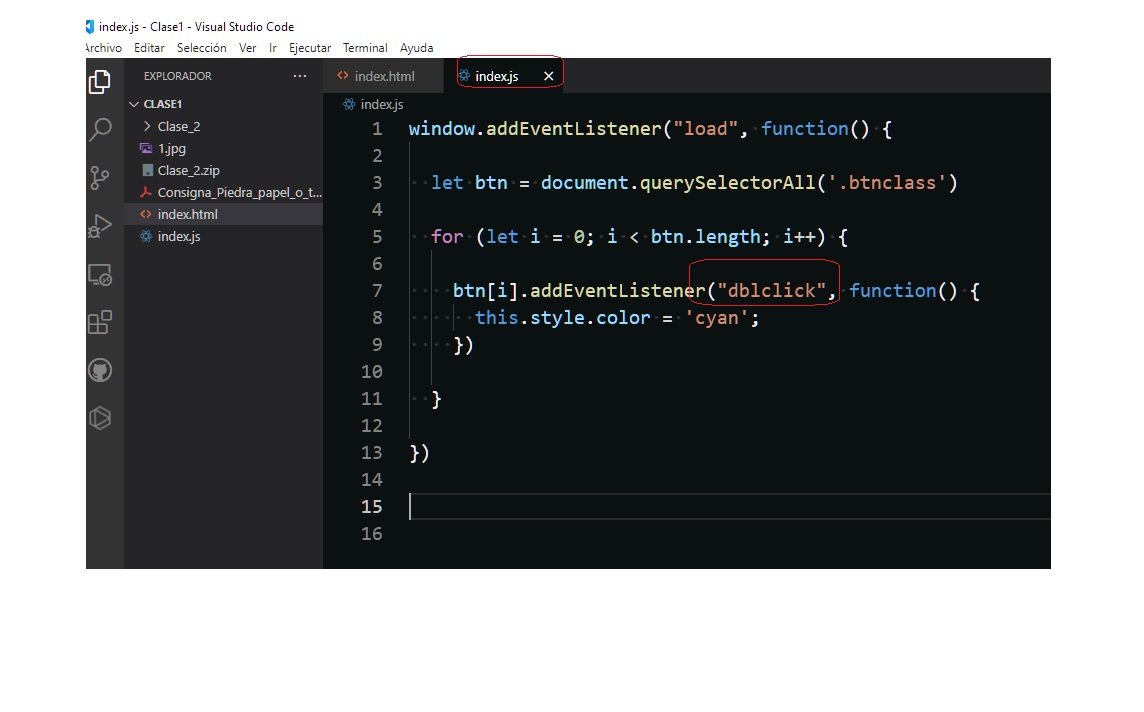 index.js - Clase1 - Visual Studio Code
Archivo Editar Selección Ver Ir Ejecutar Terminal Ayuda
EXPLORADOR ···
CLASE1
Clase_2
1.jpg
Clase_2.zip
Consigna_Piedra_papel_o_t...
index.html
index.js
index.html
index.js
index.js
1 window.addEventListener("load", function() {
2
3 let btn = document.querySelectorAll('.btnclass')
4
5 for (let i = 0; i < btn.length; i++) {
6
7 btn[i].addEventListener("dblclick", function() {
8 this.style.color = 'cyan';
9 })
10
11 }
12
13 })
14
15
16